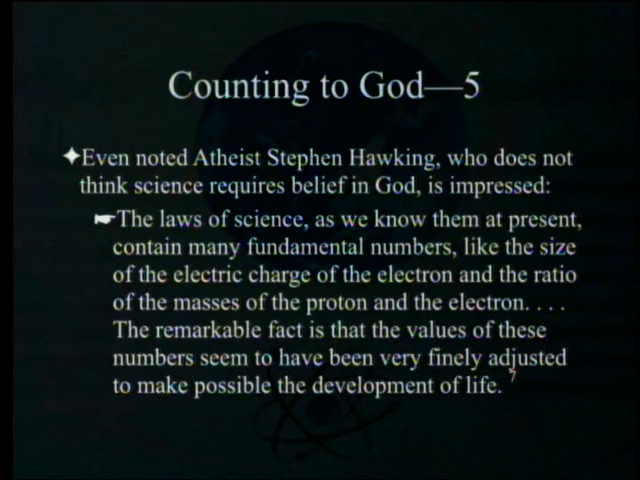 Counting to God—5
✦Even noted Atheist Stephen Hawking, who does not
think science requires belief in God, is impressed:
☛The laws of science, as we know them at present,
contain many fundamental numbers, like the size
of the electric charge of the electron and the ratio
of the masses of the proton and the electron. . . .
The remarkable fact is that the values of these
numbers seem to have been very finely adjusted
to make possible the development of life. 7